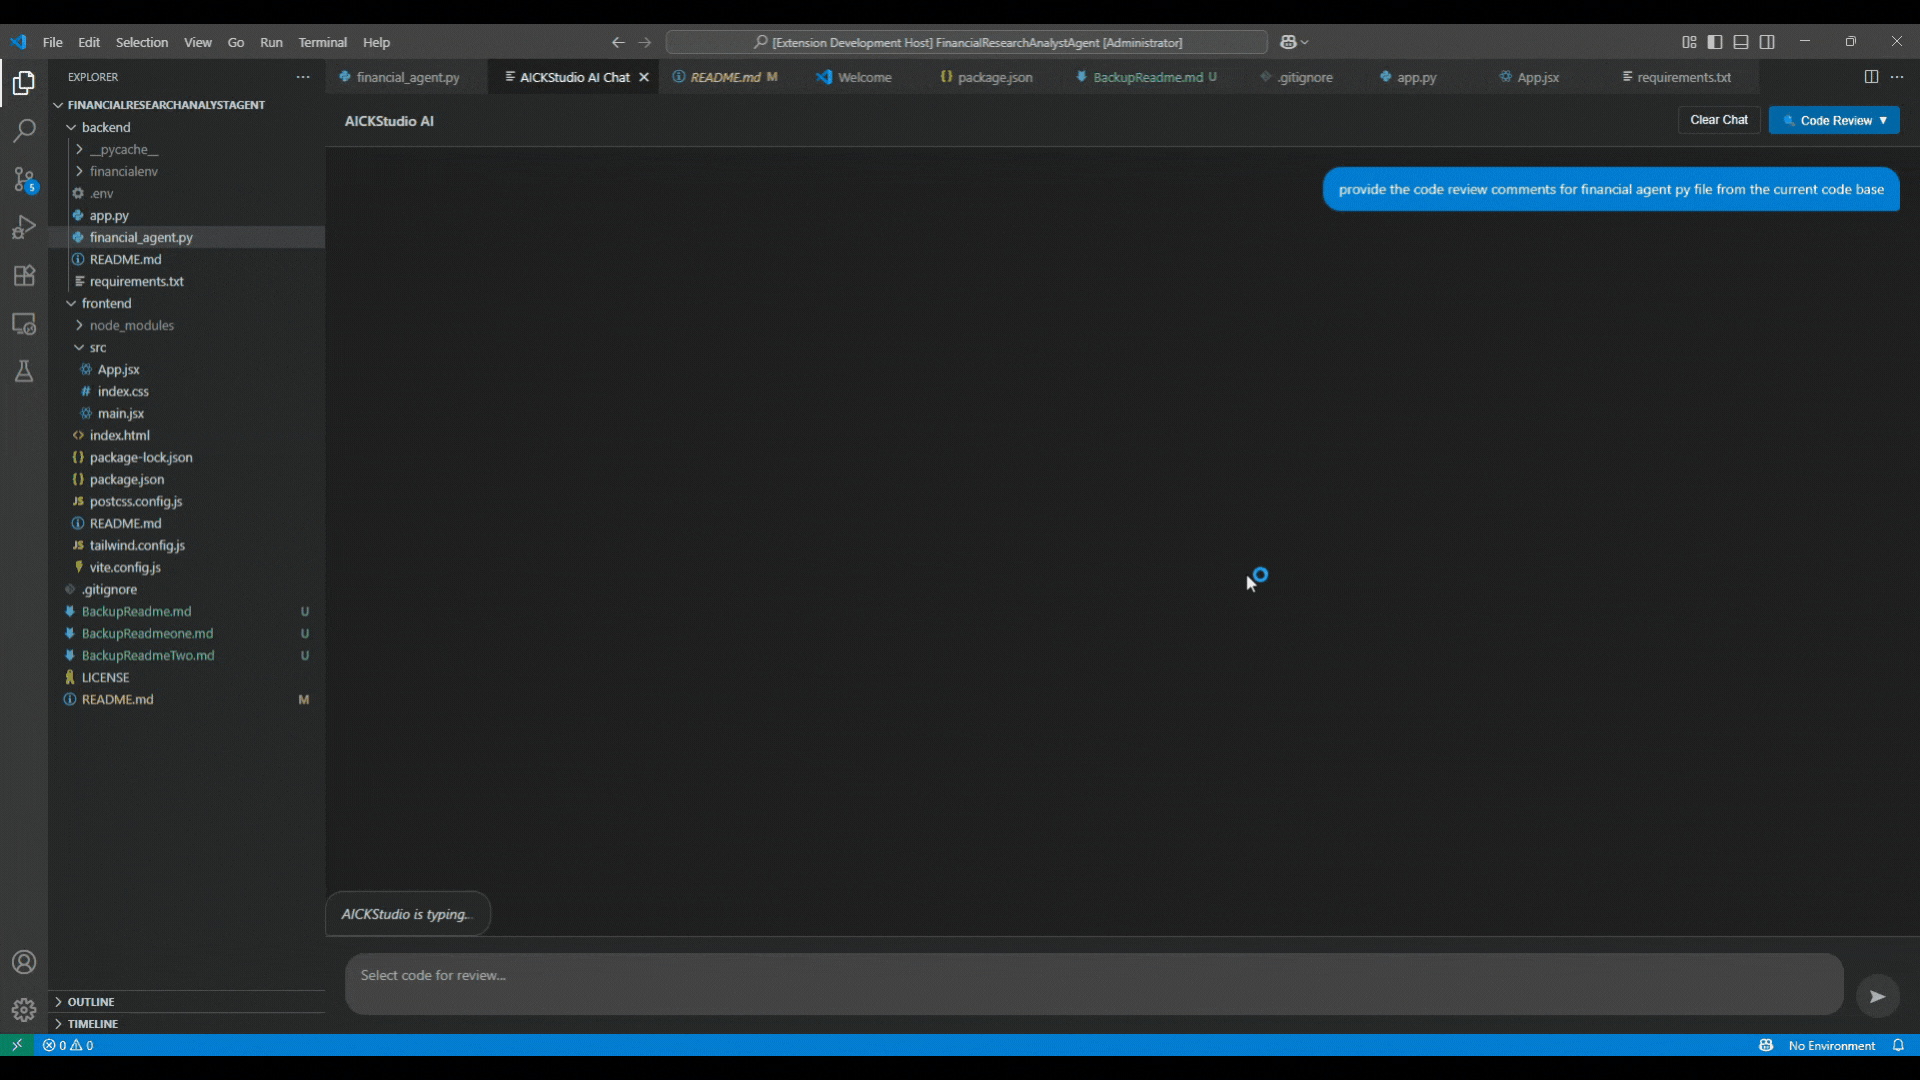 File Edit Selection View Go Run Terminal Help
[Extension Development Host] FinancialResearchAnalystAgent [Administrator]
EXPLORER
financial_agent.py
AICKStudio AI Chat
README.md M
Welcome
package.json
BackupReadme.md U
.gitignore
app.py
App.jsx
requirements.txt
FINANCIALRESEARCHANALYSTAGENT
backend
__pycache__
financialenv
.env
app.py
financial_agent.py
README.md
requirements.txt
frontend
node_modules
src
App.jsx
index.css
main.jsx
index.html
package-lock.json
package.json
postcss.config.js
README.md
tailwind.config.js
vite.config.js
.gitignore
BackupReadme.md U
BackupReadmeone.md U
BackupReadmeTwo.md U
LICENSE
README.md M
OUTLINE
TIMELINE
5
AICKStudio AI
Clear Chat
Code Review
provide the code review comments for financial agent py file from the current code base
AICKStudio is typing...
Select code for review...
0 0
No Environment